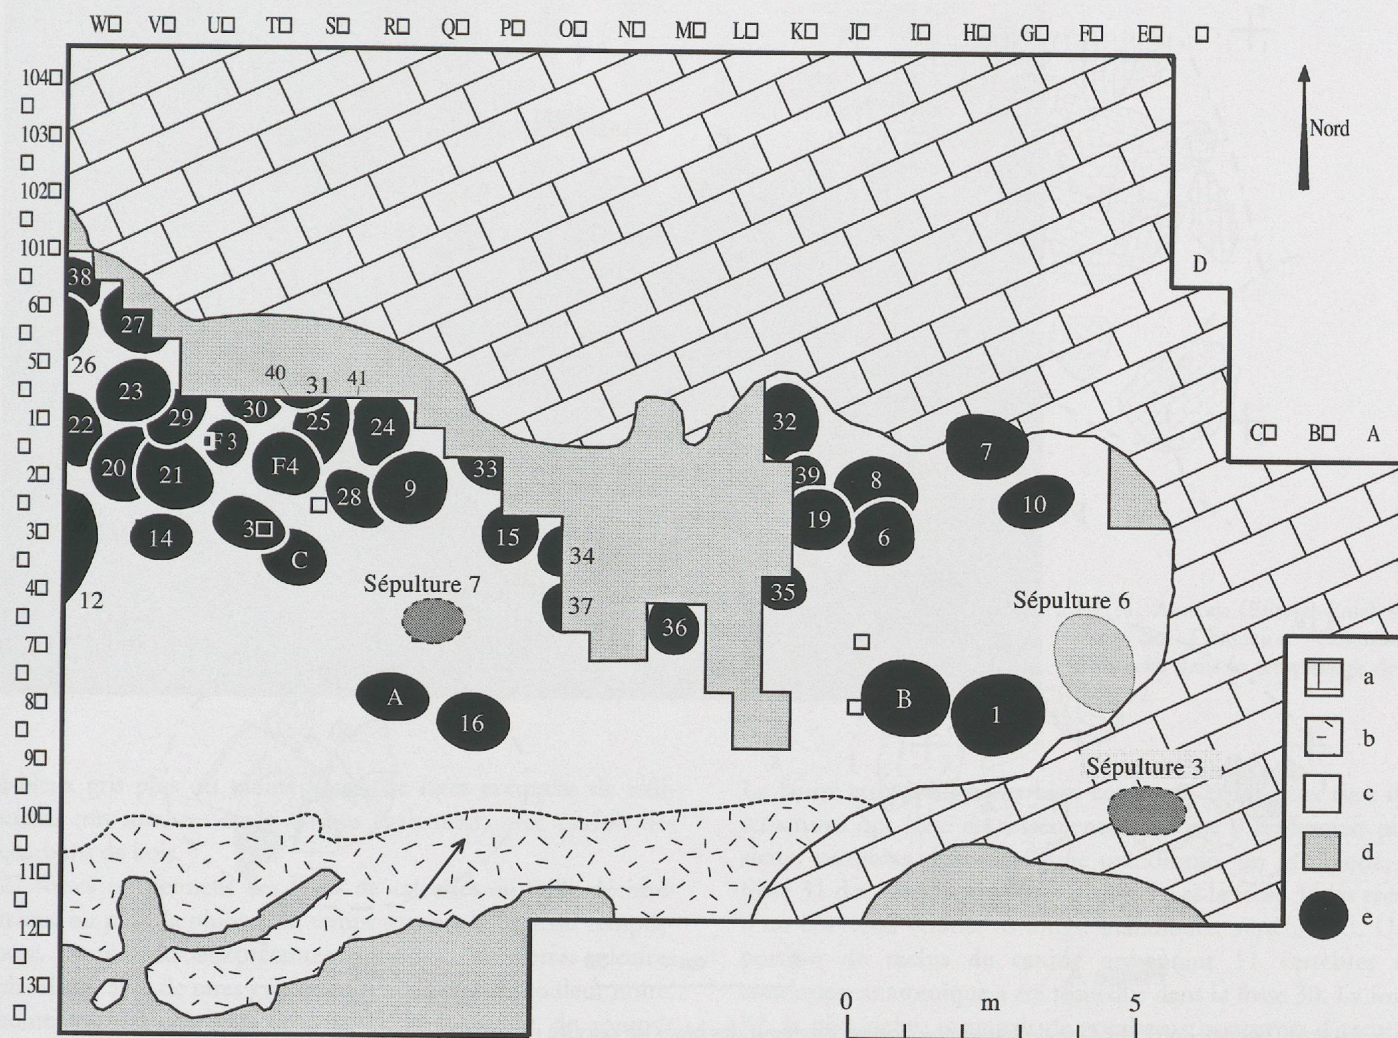 W□ V□ U□ T□ S□ R□ Q□ P□ O□ N□ M□ L□ K□ J□ I□ H□ G□ F□ E□ □
104□
□
103□
□
102□
□
101□
□
6□
□
5□
□
1□
□
2□
□
3□
□
4□
□
7□
□
8□
□
9□
□
10□
□
11□
□
12□
□
13□
□
Nord
D
C□ B□ A
38
27
26
23
40 31 41
22 29 30 25 24
F3
20 21 F4 33
28 9
14 3□ C 15
34
12
37
36
Sépulture 7
A
16
32
39 8 7
19 6 10
35
Sépulture 6
□
□ B 1
Sépulture 3
a
b
c
d
e
0 m 5